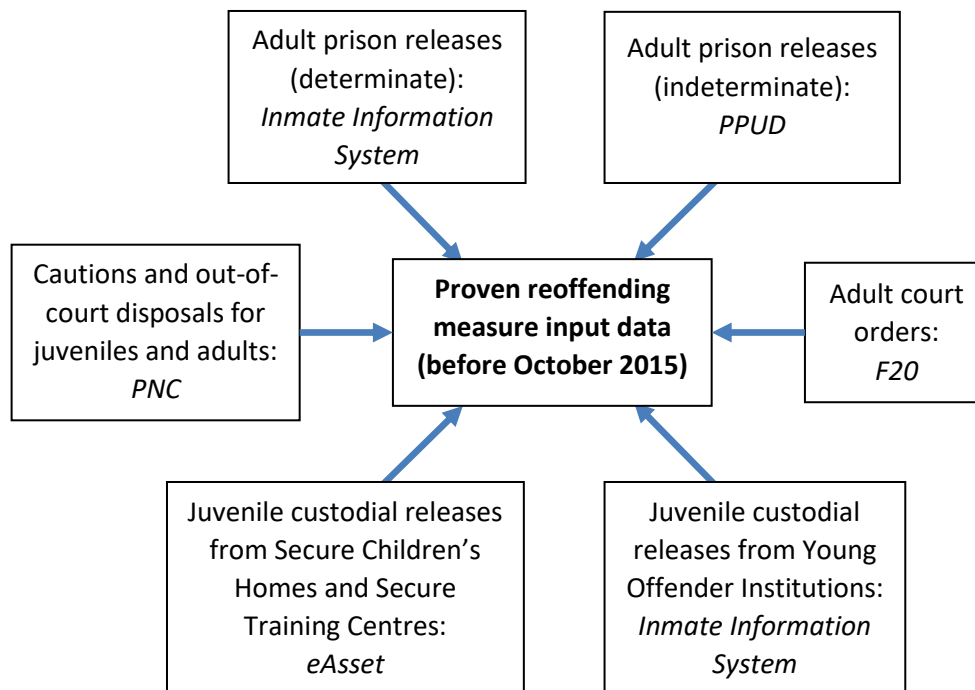 Adult prison releases
(determinate):
Inmate Information
System
Adult prison releases
(indeterminate):
PPUD
Cautions and out-of-
court disposals for
juveniles and adults:
PNC
Proven reoffending
measure input data
(before October 2015)
Adult court
orders:
F20
Juvenile custodial releases
from Secure Children’s
Homes and Secure
Training Centres:
eAsset
Juvenile custodial
releases from Young
Offender Institutions:
Inmate Information
System